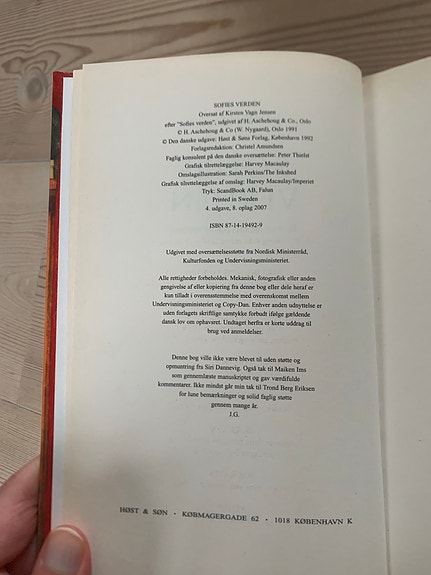 SOFIES VERDEN
Oversat af Kirsten Vagn Jensen
efter "Sofies verden", udgivet af H. Aschehoug & Co., Oslo
© H. Aschehoug & Co (W. Nygaard), Oslo 1991
© Den danske udgave: Høst & Søns Forlag, København 1992
Forlagsredaktion: Christel Amundsen
Faglig konsulent på den danske oversættelse: Peter Thielst
Grafisk tilrettelæggelse: Harvey Macaulay
Omslagsillustration: Sarah Perkins/The Inkshed
Grafisk tilrettelæggelse af omslag: Harvey Macaulay/Imperiet
Tryk: ScandBook AB, Falun
Printed in Sweden
4. udgave, 8. oplag 2007
ISBN 87-14-19492-9
Udgivet med oversættelsesstøtte fra Nordisk Ministerråd,
Kulturfonden og Undervisningsministeriet.
Alle rettigheder forbeholdes. Mekanisk, fotografisk eller anden
gengivelse af eller kopiering fra denne bog eller dele heraf er
kun tilladt i overensstemmelse med overenskomst mellem
Undervisningsministeriet og Copy-Dan. Enhver anden udnyttelse er
uden forlagets skriftlige samtykke forbudt ifølge gældende
dansk lov om ophavsret. Undtaget herfra er korte uddrag til
brug ved anmeldelser.
Denne bog ville ikke være blevet til uden støtte og
opmuntring fra Siri Dannevig. Også tak til Maiken Ims
som gennemlæste manuskriptet og gav værdifulde
kommentarer. Ikke mindst går min tak til Trond Berg Eriksen
for lune bemærkninger og solid faglig støtte
gennem mange år.
J.G.
HØST & SØN · KØBMAGERGADE 62 · 1018 KØBENHAVN K